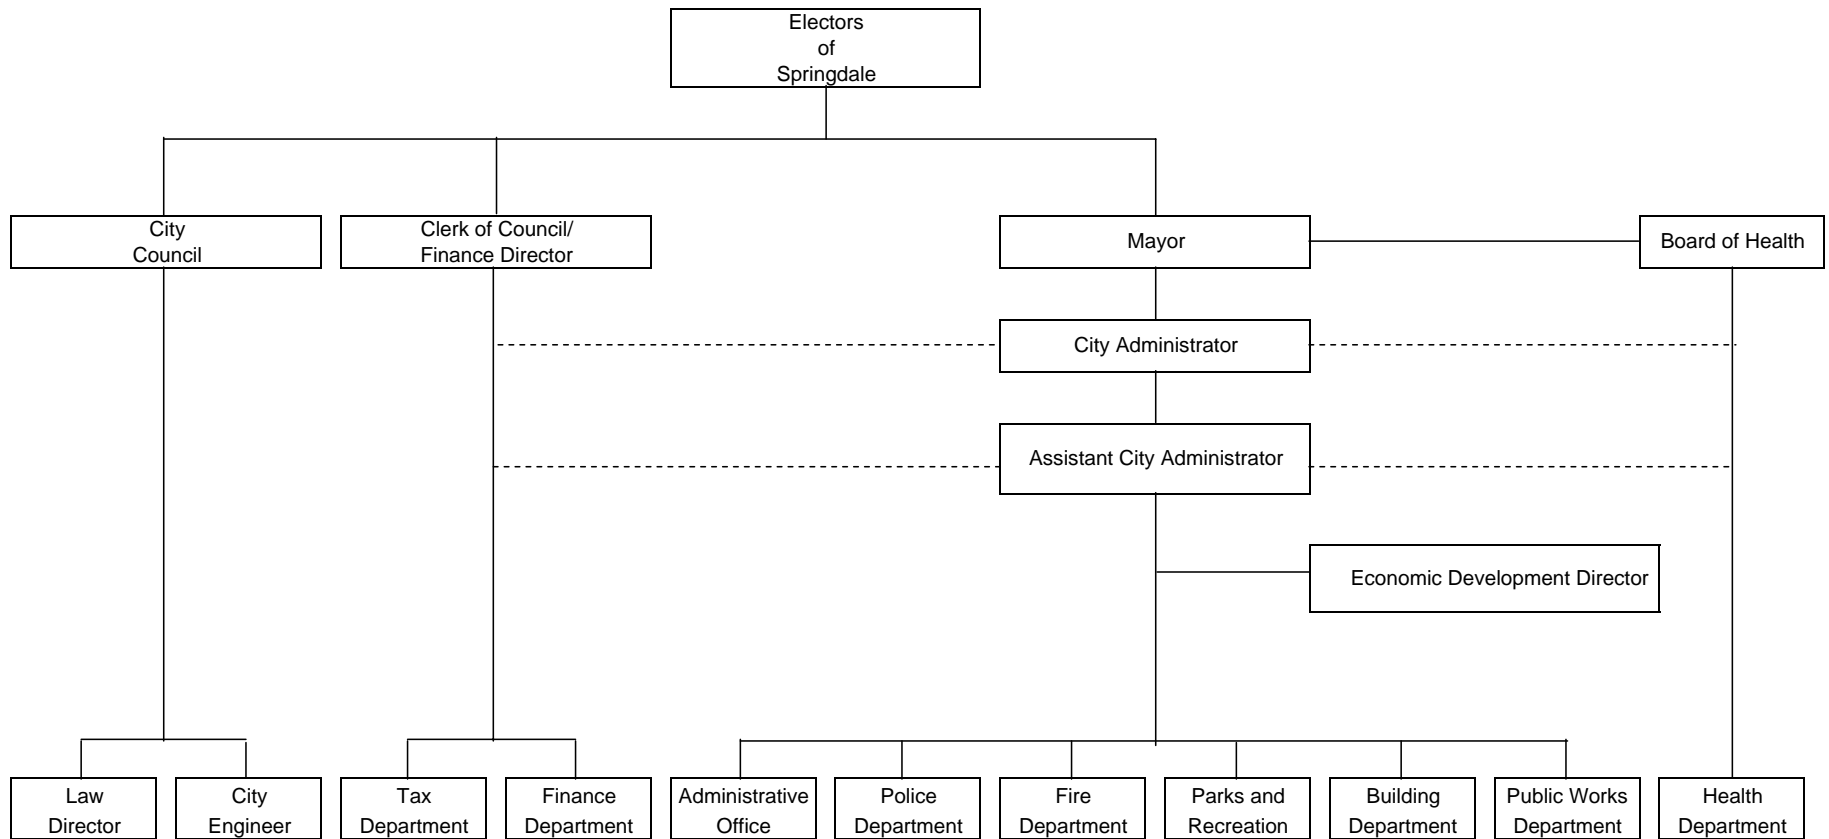 Electors
of
Springdale
City
Council
Clerk of Council/
Finance Director
Mayor
Board of Health
City Administrator
Assistant City Administrator
Economic Development Director
Law
Director
City
Engineer
Tax
Department
Finance
Department
Administrative
Office
Police
Department
Fire
Department
Parks and
Recreation
Building
Department
Public Works
Department
Health
Department